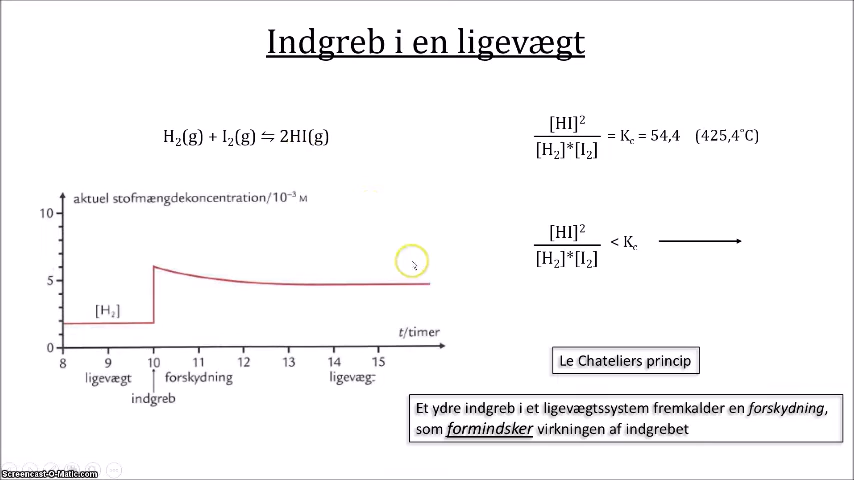 Indgreb i en ligevægt
H₂(g) + I₂(g) ⇋ 2HI(g)
[HI]²
[H₂]*[I₂]
= K꜀ = 54,4 (425,4°C)
aktuel stofmængdekoncentration/10⁻³ M
10
5
0
[H₂]
t/timer
8 9 10 11 12 13 14 15
ligevægt forskydning ligevæg
indgreb
[HI]²
[H₂]*[I₂]
< K꜀
Le Chateliers princip
Et ydre indgreb i et ligevægtssystem fremkalder en forskydning,
som formindsker virkningen af indgrebet
Screencast-O-Matic.com